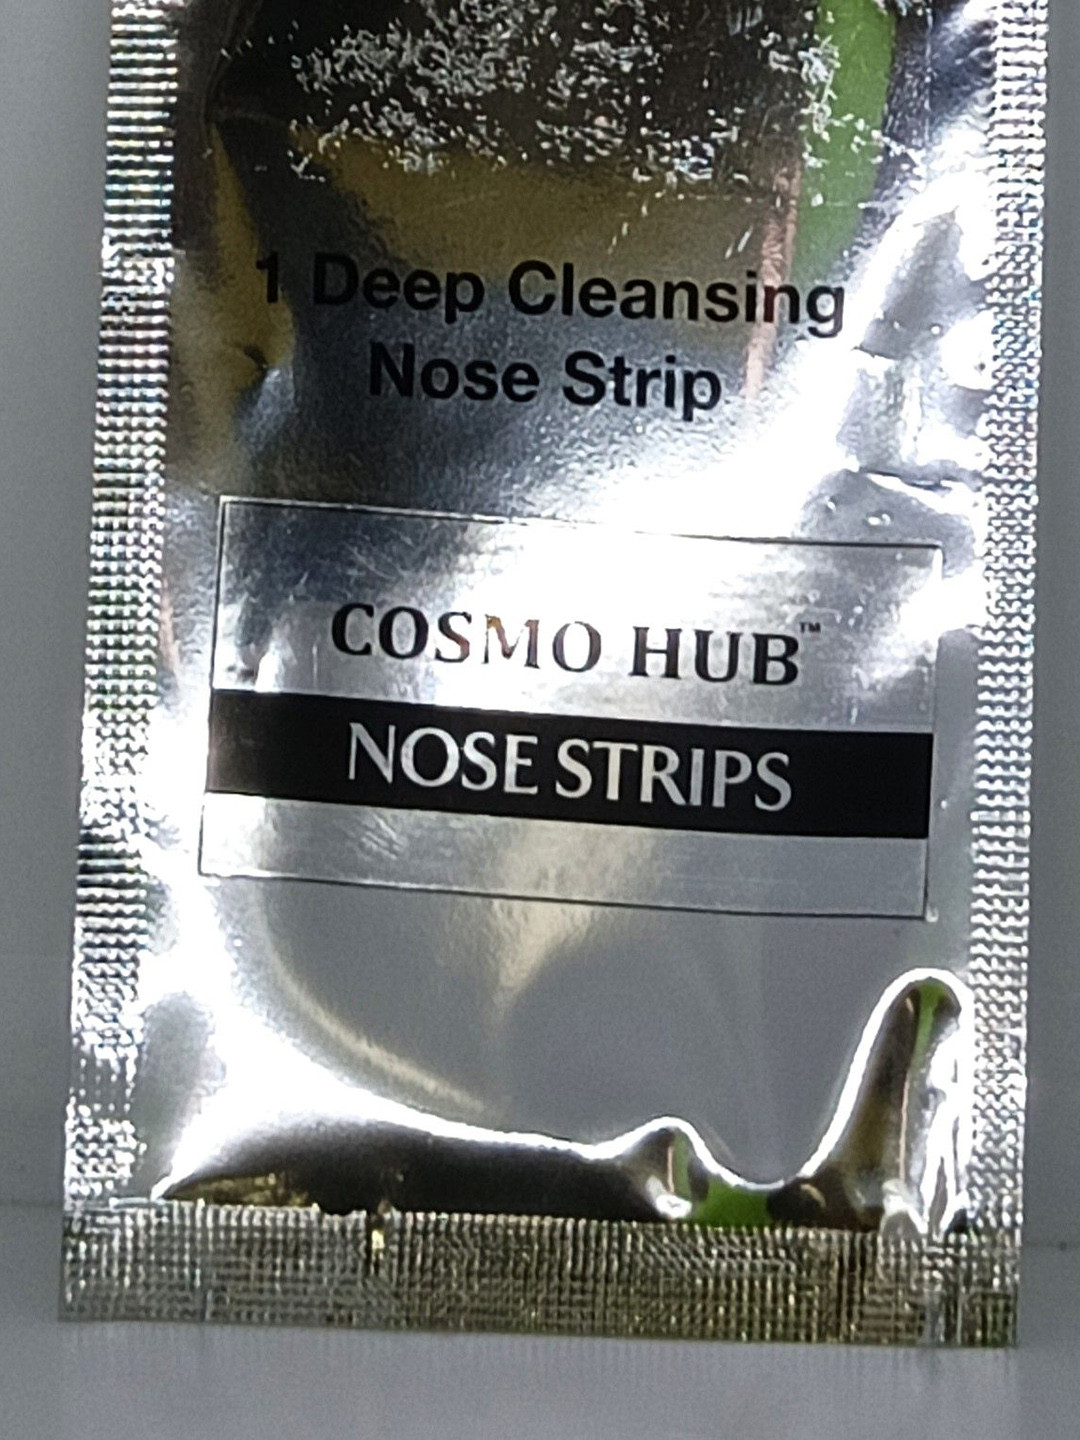 1 Deep Cleansing
Nose Strip
COSMO HUB™
NOSE STRIPS